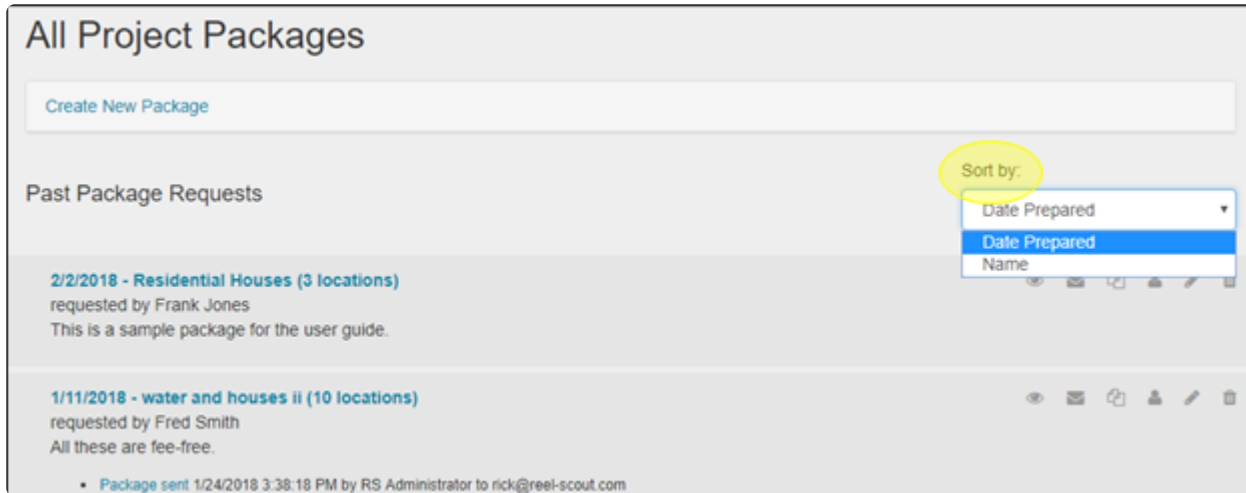 All Project Packages
Create New Package
Sort by:
Past Package Requests
Date Prepared
Date Prepared
Name
2/2/2018 - Residential Houses (3 locations)
requested by Frank Jones
This is a sample package for the user guide.
1/11/2018 - water and houses ii (10 locations)
requested by Fred Smith
All these are fee-free.
• Package sent 1/24/2018 3:38:18 PM by RS Administrator to rick@reel-scout.com